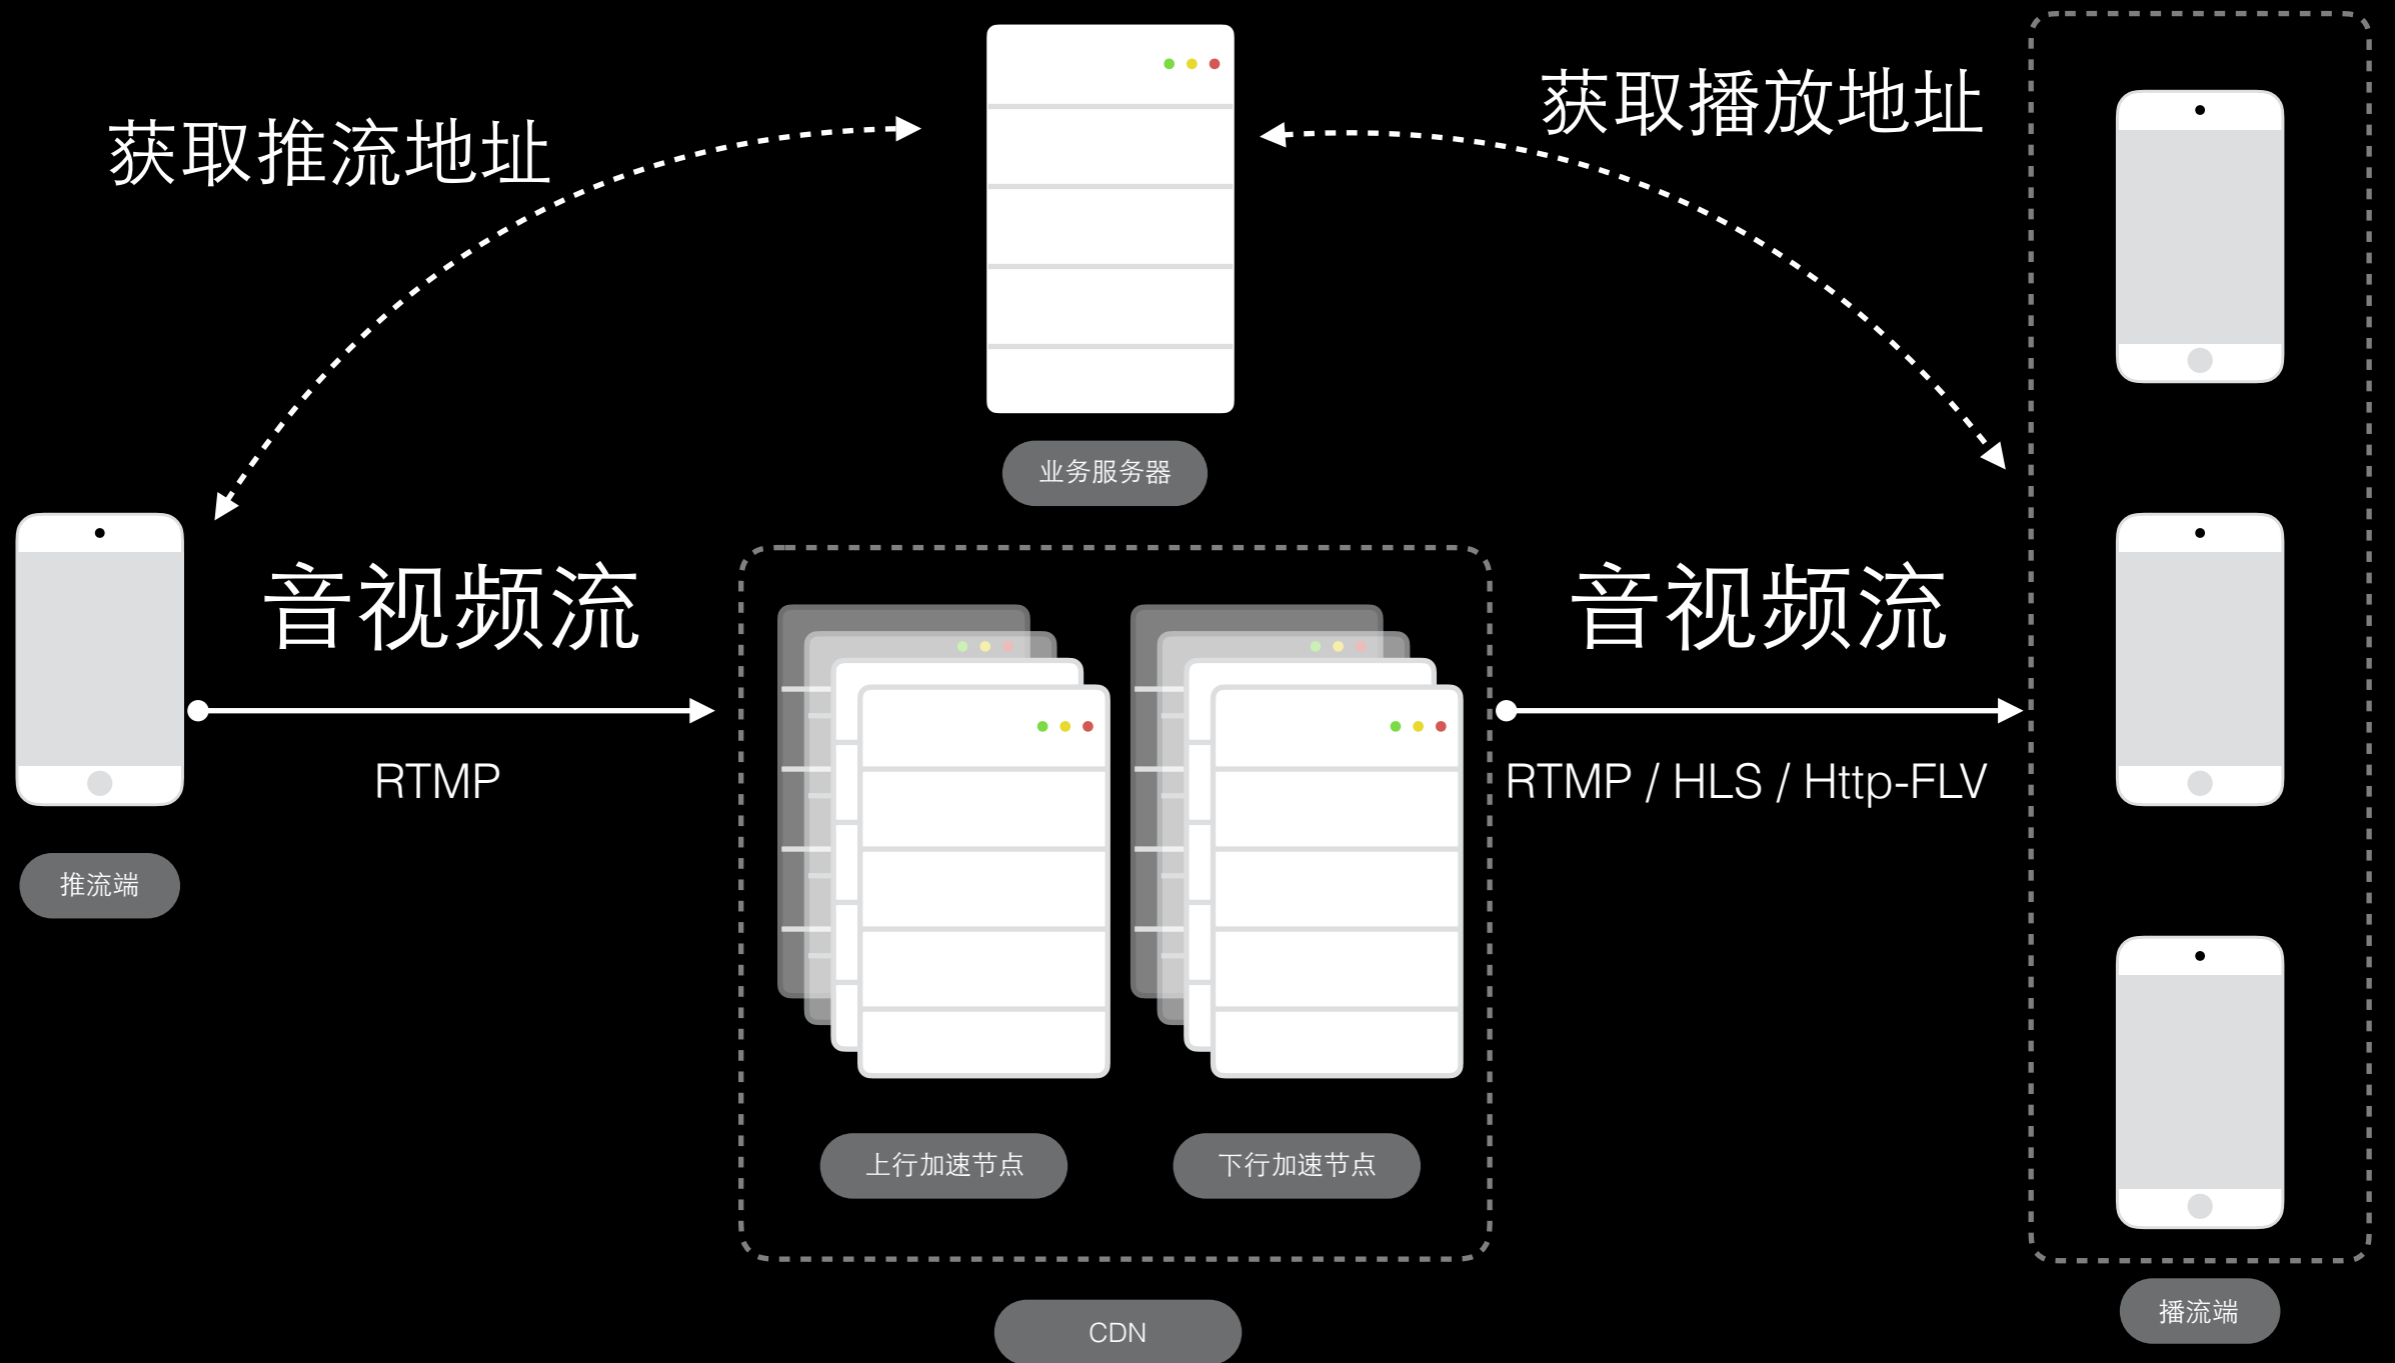 获取推流地址
获取播放地址
业务服务器
音视频流
音视频流
RTMP
RTMP / HLS / Http-FLV
推流端
上行加速节点
下行加速节点
播流端
CDN